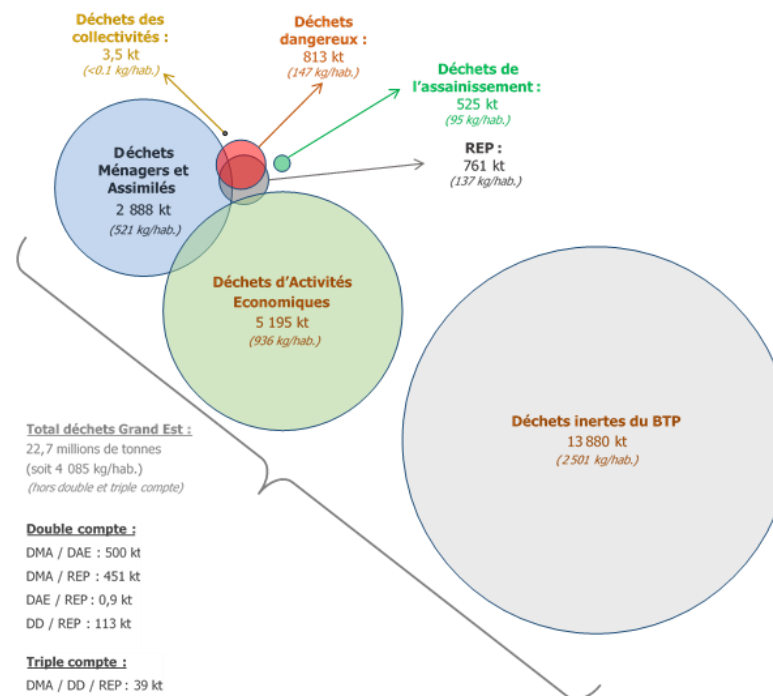 Déchets des
collectivités :
3,5 kt
(<0.1 kg/hab.)
Déchets
dangereux :
813 kt
(147 kg/hab.)
Déchets de
l'assainissement :
525 kt
(95 kg/hab.)
REP :
761 kt
(137 kg/hab.)
Déchets
Ménagers et
Assimilés
2 888 kt
(521 kg/hab.)
Déchets d'Activités
Economiques
5 195 kt
(936 kg/hab.)
Déchets inertes du BTP
13 880 kt
(2 501 kg/hab.)
Total déchets Grand Est :
22,7 millions de tonnes
(soit 4 085 kg/hab.)
(hors double et triple compte)
Double compte :
DMA / DAE : 500 kt
DMA / REP : 451 kt
DAE / REP : 0,9 kt
DD / REP : 113 kt
Triple compte :
DMA / DD / REP : 39 kt